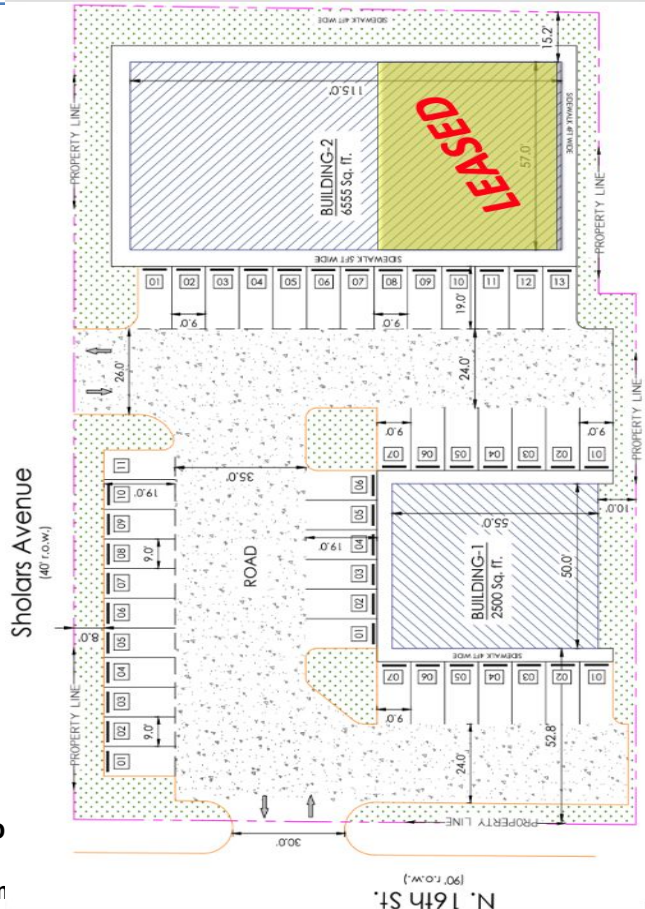 SIDEWALK 4FT WIDE
15.2'
115.0'
57.0'
SIDEWALK 4FT WIDE
LEASED
BUILDING-2
6555 Sq. fT.
PROPERTY LINE
PROPERTY LINE
SIDEWALK 5FT WIDE
01 02 03 04 05 06 07 08 09 10 11 12 13
9.0' 9.0' 19.0'
26.0'
24.0'
PROPERTY LINE
9.0' 9.0'
07 06 05 04 03 02 01
11
10
09
08
07
06
05
04
03
02
01
19.0'
9.0'
9.0'
8.0'
35.0'
ROAD
06
05
04
03
02
01
19.0'
55.0'
50.0'
10.0'
BUILDING-1
2500 Sq. fT.
SIDEWALK 4FT WIDE
07 06 05 04 03 02 01
9.0'
24.0'
52.8'
Sholars Avenue
(40' r.o.w.)
PROPERTY LINE
PROPERTY LINE
30.0'
(90' r.o.w.)
N. 16th St.